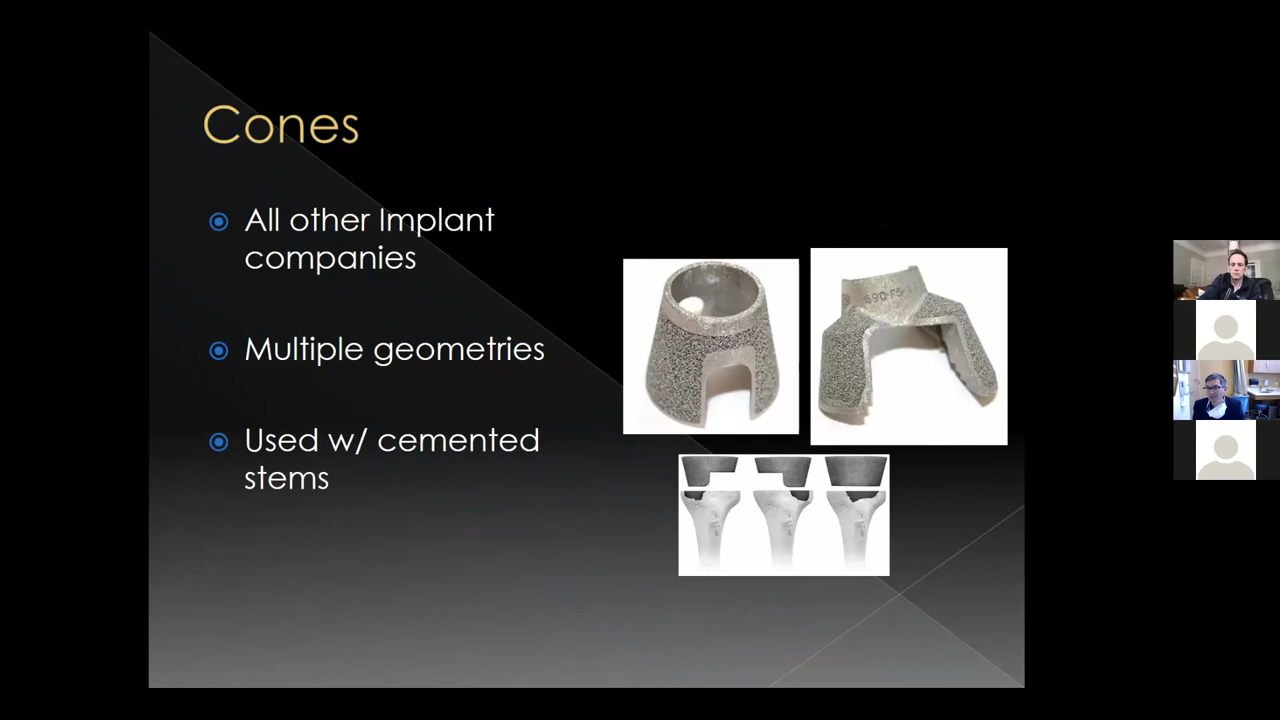 Cones
All other Implant
companies
Multiple geometries
Used w/ cemented
stems